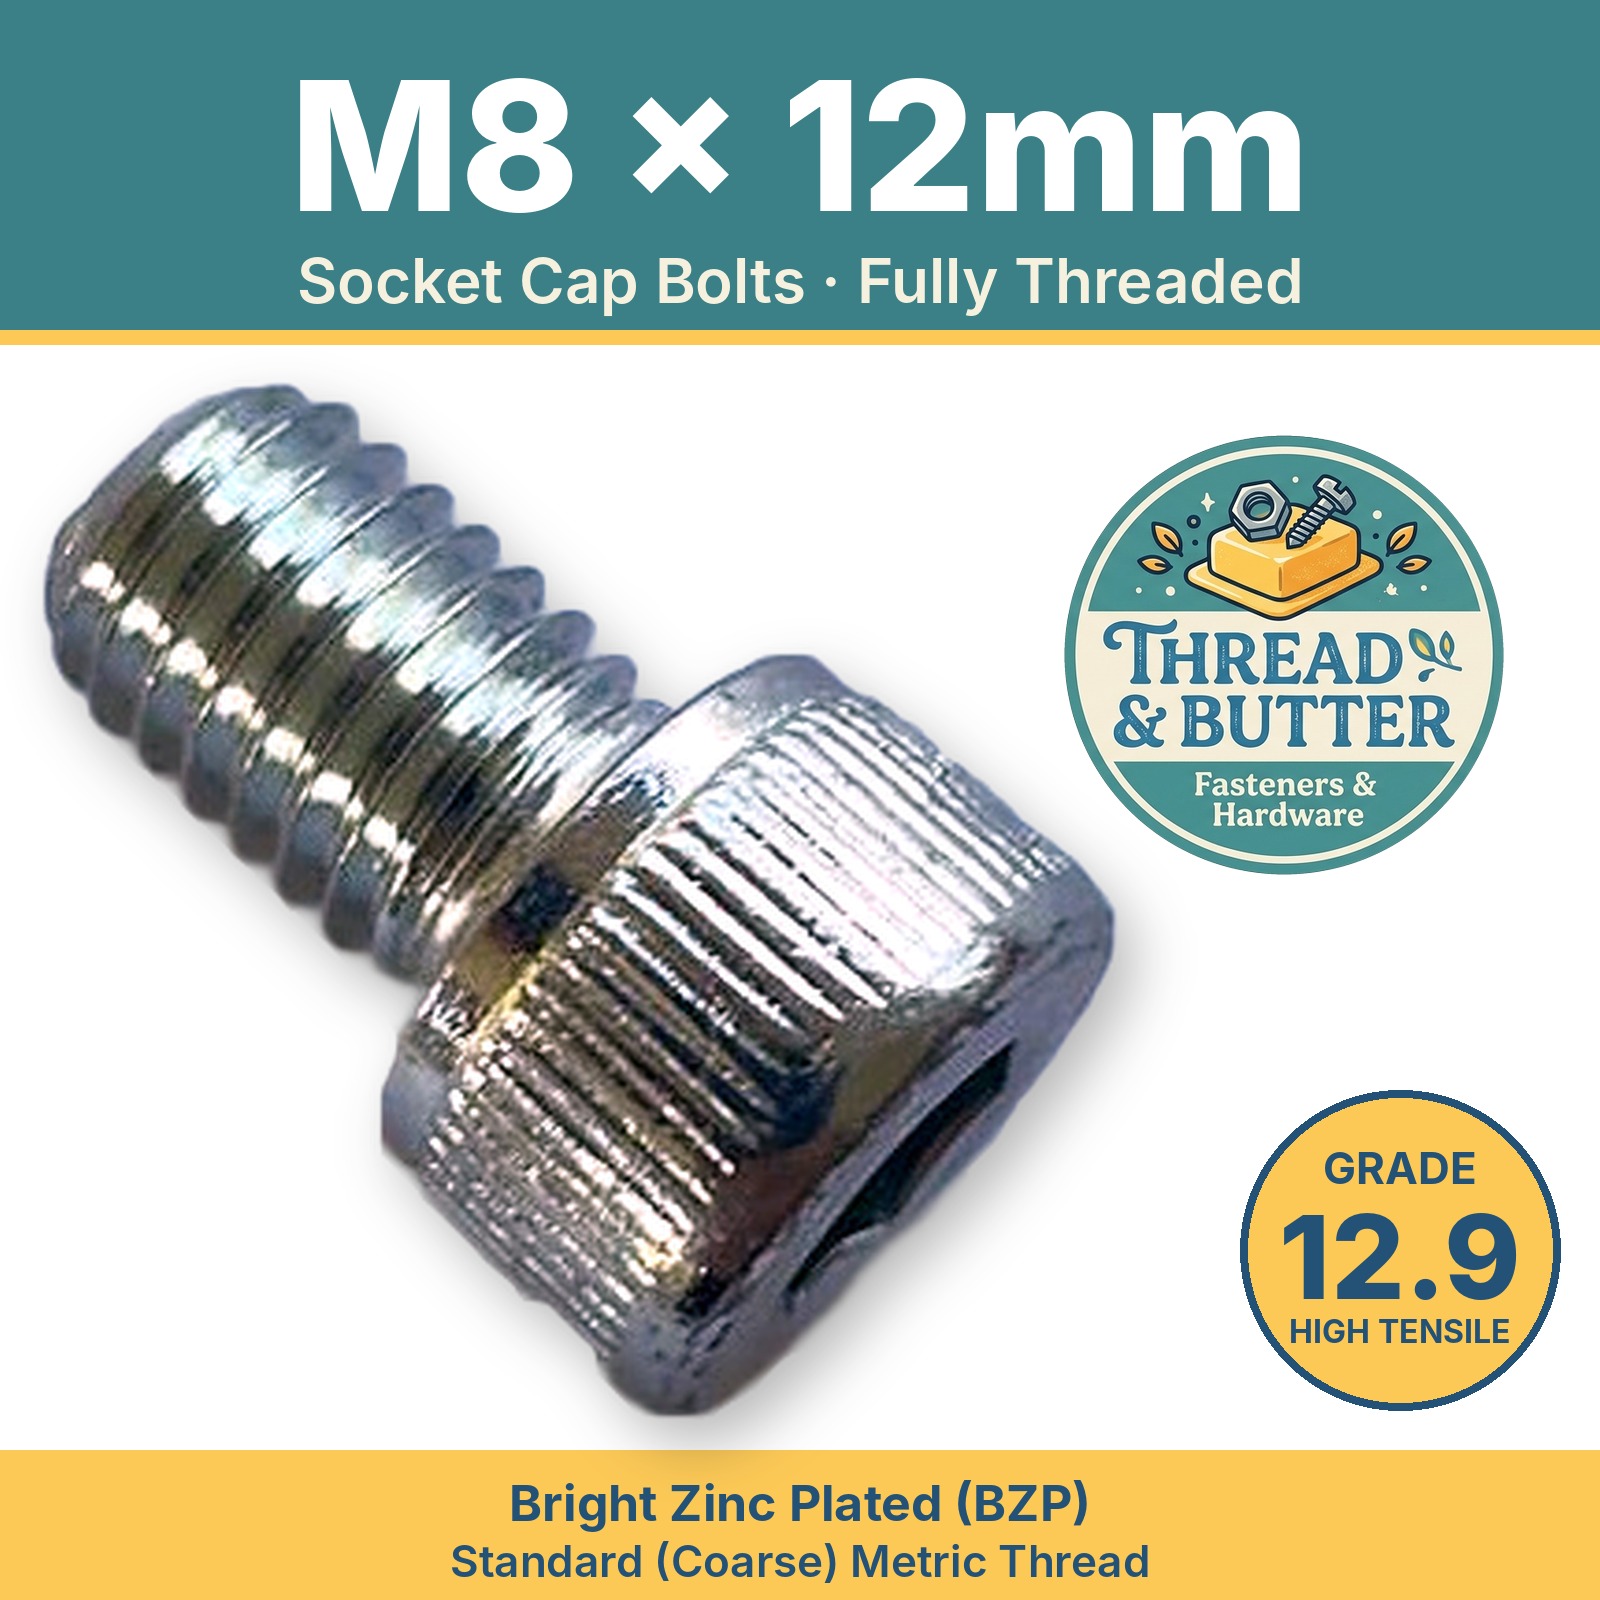 M8 × 12mm
Socket Cap Bolts · Fully Threaded
THREAD
& BUTTER
Fasteners &
Hardware
GRADE
12.9
HIGH TENSILE
Bright Zinc Plated (BZP)
Standard (Coarse) Metric Thread